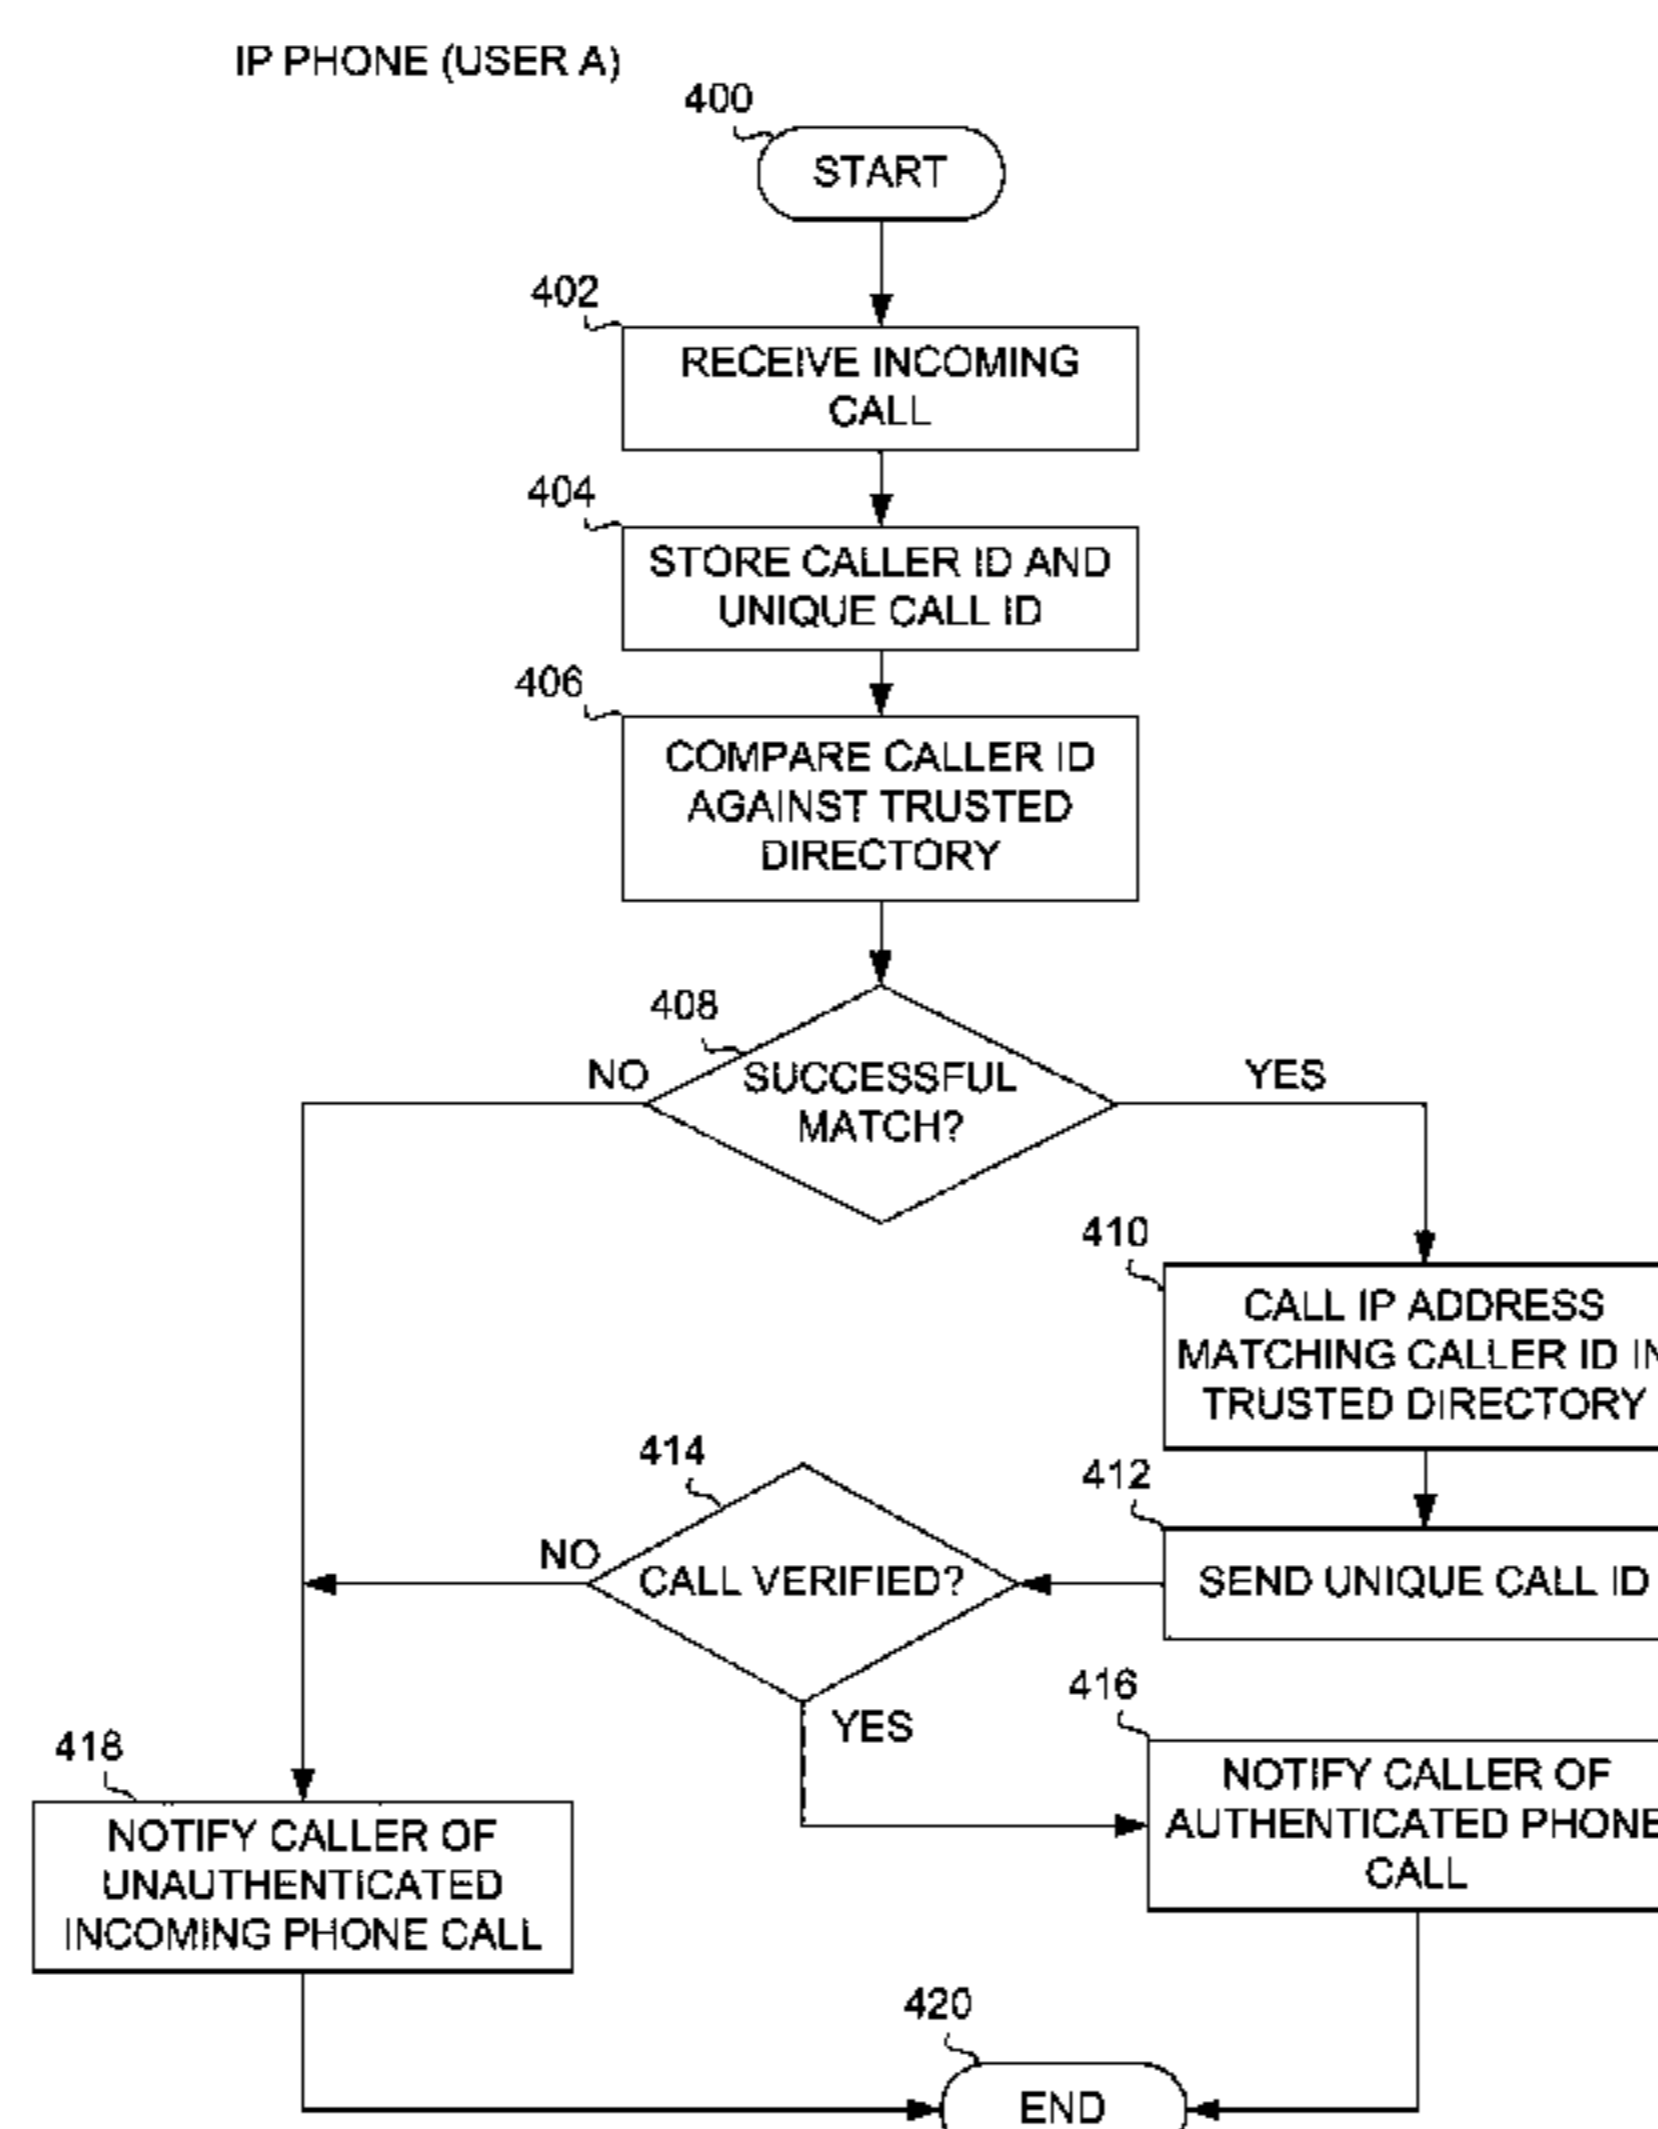 IP PHONE (USER A)
400
START
402
RECEIVE INCOMING
CALL
404
STORE CALLER ID AND
UNIQUE CALL ID
406
COMPARE CALLER ID
AGAINST TRUSTED
DIRECTORY
408
NO
SUCCESSFUL
MATCH?
YES
410
CALL IP ADDRESS
MATCHING CALLER ID IN
TRUSTED DIRECTORY
412
SEND UNIQUE CALL ID
414
NO
CALL VERIFIED?
YES
416
NOTIFY CALLER OF
AUTHENTICATED PHONE
CALL
418
NOTIFY CALLER OF
UNAUTHENTICATED
INCOMING PHONE CALL
420
END